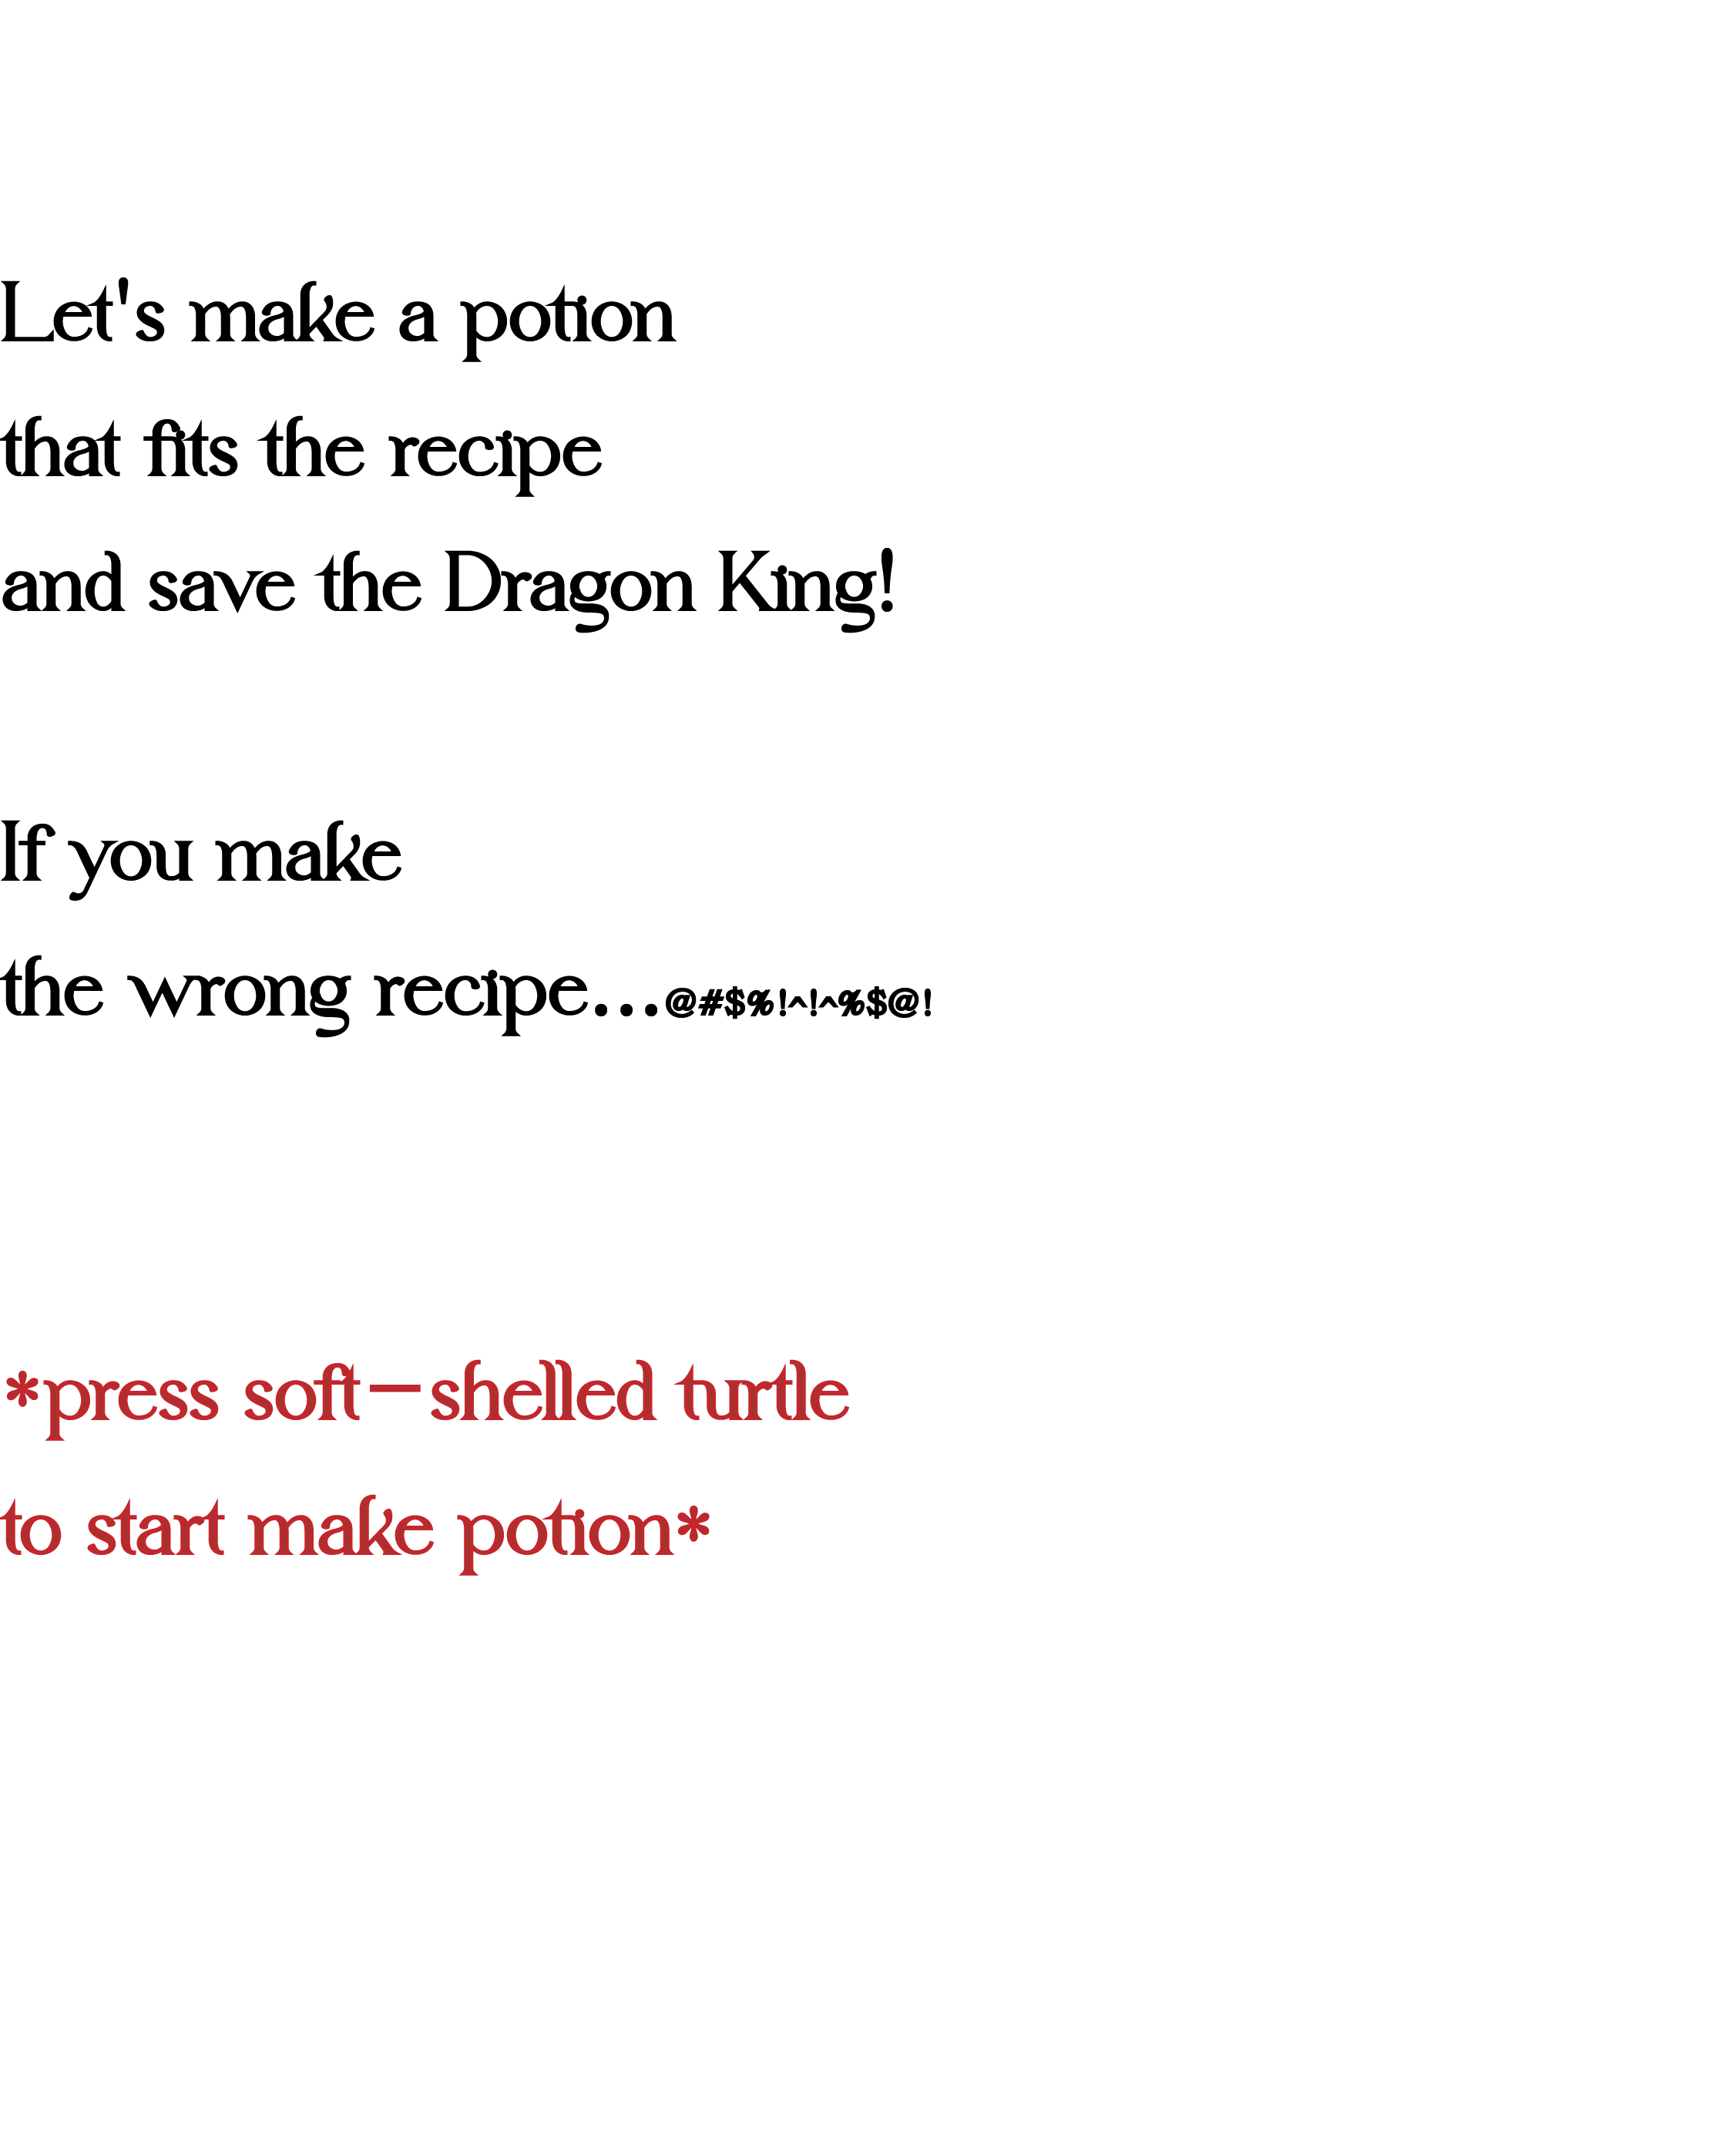 Let's make a potion
that fits the recipe
and save the Dragon King!
If you make
the wrong recipe...@#$%!^!^%$@!
*press soft-shelled turtle
to start make potion*